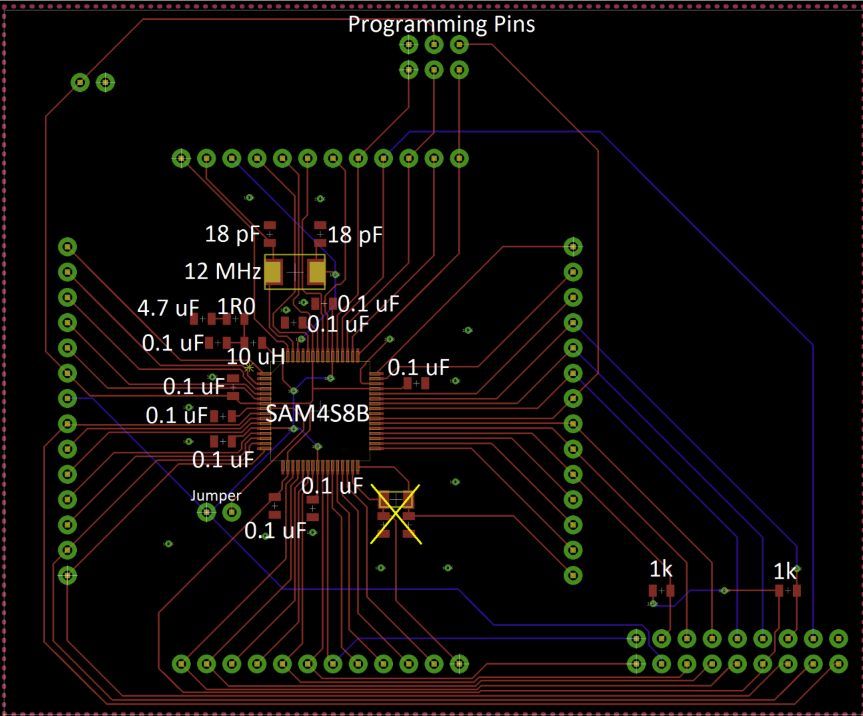 Programming Pins
18 pF
18 pF
12 MHz
4.7 uF
1R0
0.1 uF
0.1 uF
0.1 uF
10 uH
0.1 uF
0.1 uF
0.1 uF
SAM4S8B
0.1 uF
0.1 uF
Jumper
0.1 uF
1k
1k